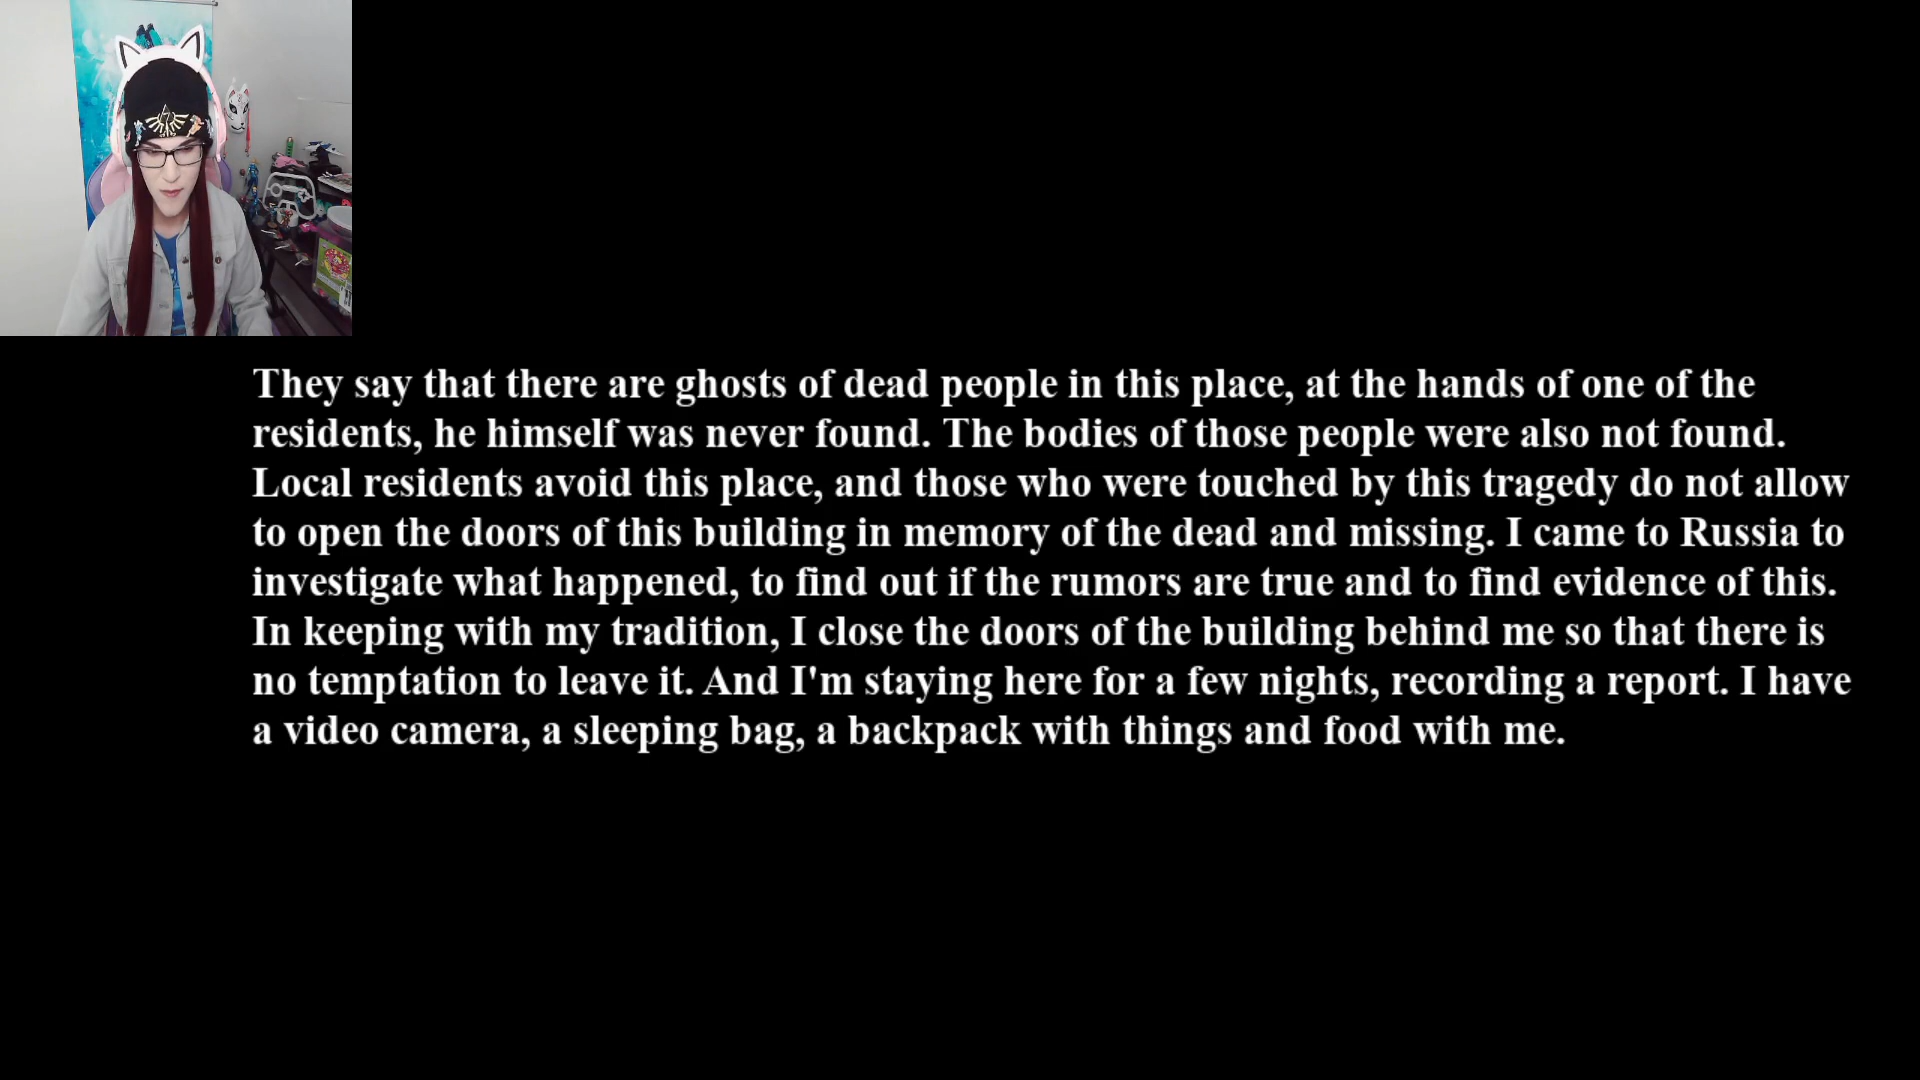 They say that there are ghosts of dead people in this place, at the hands of one of the
residents, he himself was never found. The bodies of those people were also not found.
Local residents avoid this place, and those who were touched by this tragedy do not allow
to open the doors of this building in memory of the dead and missing. I came to Russia to
investigate what happened, to find out if the rumors are true and to find evidence of this.
In keeping with my tradition, I close the doors of the building behind me so that there is
no temptation to leave it. And I'm staying here for a few nights, recording a report. I have
a video camera, a sleeping bag, a backpack with things and food with me.